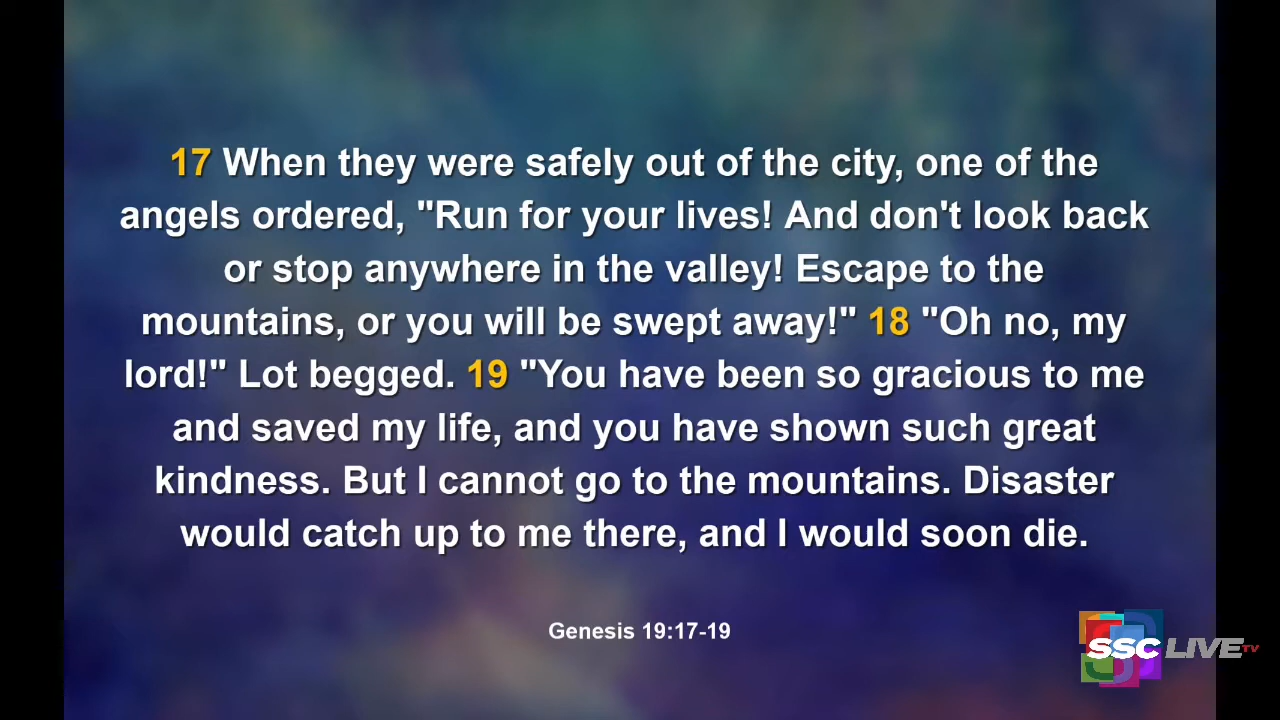 17 When they were safely out of the city, one of the
angels ordered, "Run for your lives! And don't look back
or stop anywhere in the valley! Escape to the
mountains, or you will be swept away!" 18 "Oh no, my
lord!" Lot begged. 19 "You have been so gracious to me
and saved my life, and you have shown such great
kindness. But I cannot go to the mountains. Disaster
would catch up to me there, and I would soon die.
Genesis 19:17-19
SSC LIVE TV